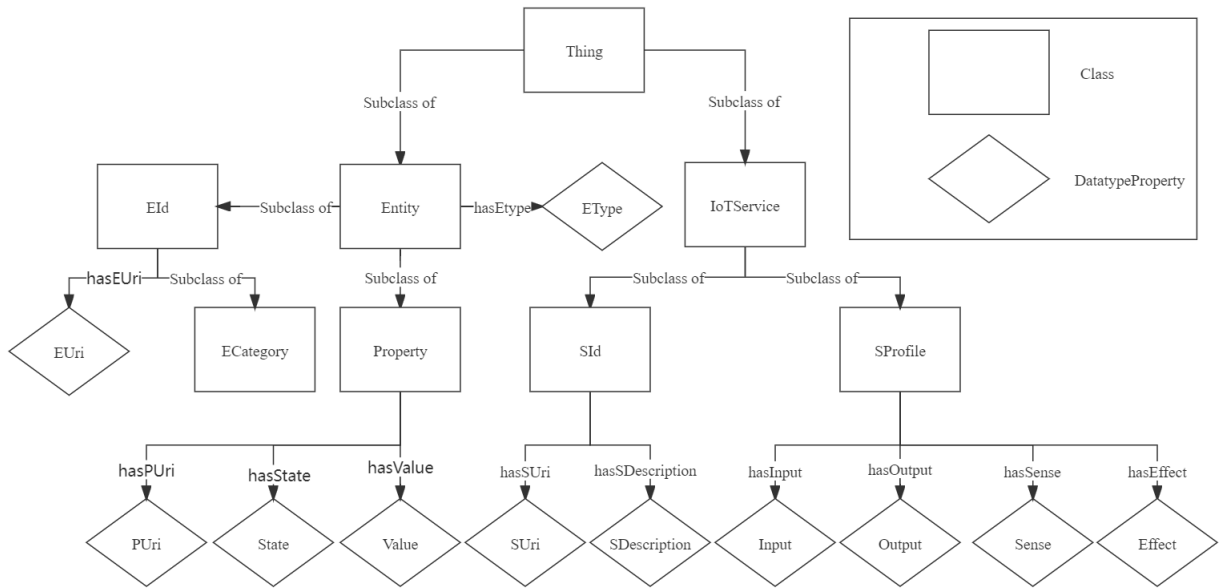 Thing
Class
Subclass of
Subclass of
DatatypeProperty
EId
Subclass of
Entity
hasEtype
EType
IoTService
hasEUri
Subclass of
Subclass of
Subclass of
Subclass of
EUri
ECategory
Property
SId
SProfile
hasPUri
hasState
hasValue
hasSUri
hasSDescription
hasInput
hasOutput
hasSense
hasEffect
PUri
State
Value
SUri
SDescription
Input
Output
Sense
Effect